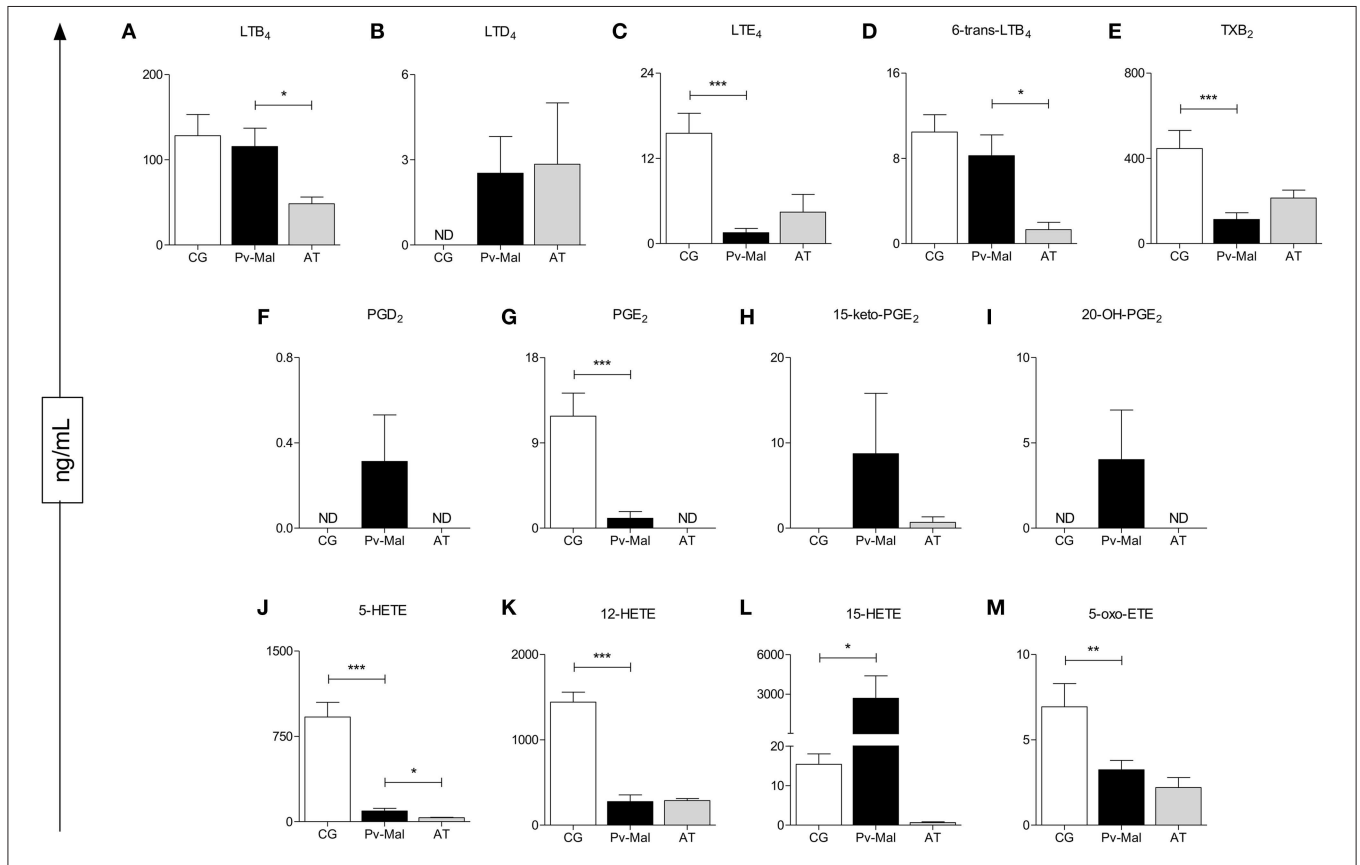 A LTB4
200
100
0
*
CG Pv-Mal AT
B LTD4
6
3
0
ND
CG Pv-Mal AT
C LTE4
24
12
0
***
CG Pv-Mal AT
D 6-trans-LTB4
16
8
0
*
CG Pv-Mal AT
E TXB2
800
400
0
***
CG Pv-Mal AT
ng/mL
F PGD2
0.8
0.4
0.0
ND ND
CG Pv-Mal AT
G PGE2
18
9
0
***
ND
CG Pv-Mal AT
H 15-keto-PGE2
20
10
0
CG Pv-Mal AT
I 20-OH-PGE2
10
5
0
ND ND
CG Pv-Mal AT
J 5-HETE
1500
750
0
***
*
CG Pv-Mal AT
K 12-HETE
2000
1000
0
***
CG Pv-Mal AT
L 15-HETE
6000
3000
20
10
0
*
CG Pv-Mal AT
M 5-oxo-ETE
10
5
0
**
CG Pv-Mal AT